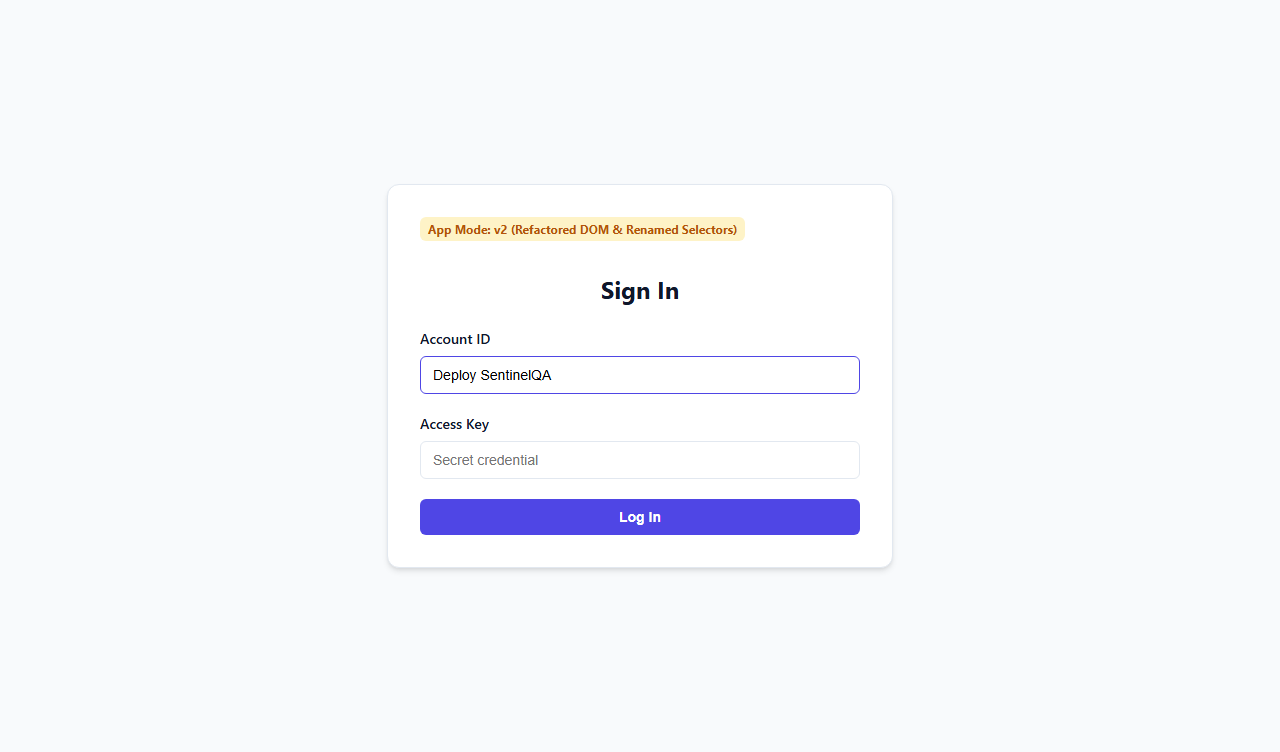 App Mode: v2 (Refactored DOM & Renamed Selectors)
Sign In
Account ID
Deploy SentinelQA
Access Key
Secret credential
Log In